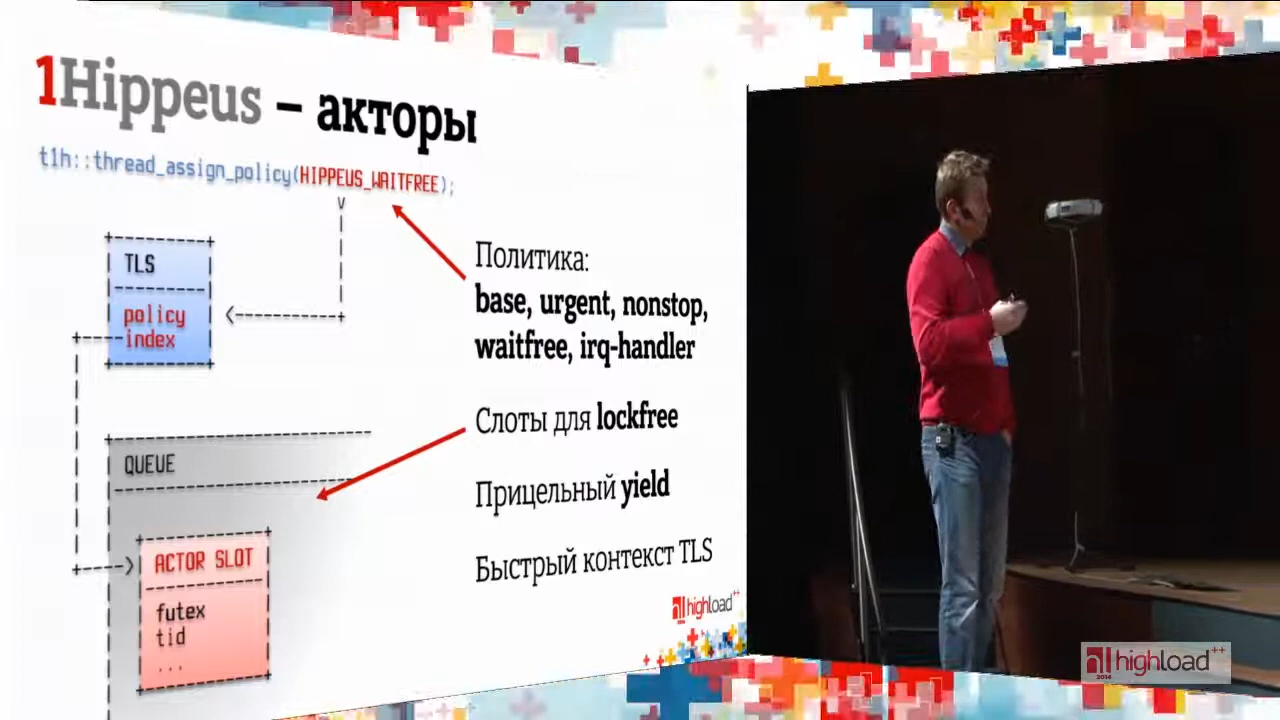 1Hippeus – акторы
t1h::thread_assign_policy(HIPPEUS_WAITFREE);
TLS
policy
index
QUEUE
ACTOR SLOT
futex
tid
...
Политика:
base, urgent, nonstop,
waitfree, irq-handler
Слоты для lockfree
Прицельный yield
Быстрый контекст TLS
highload++
highload++
2014